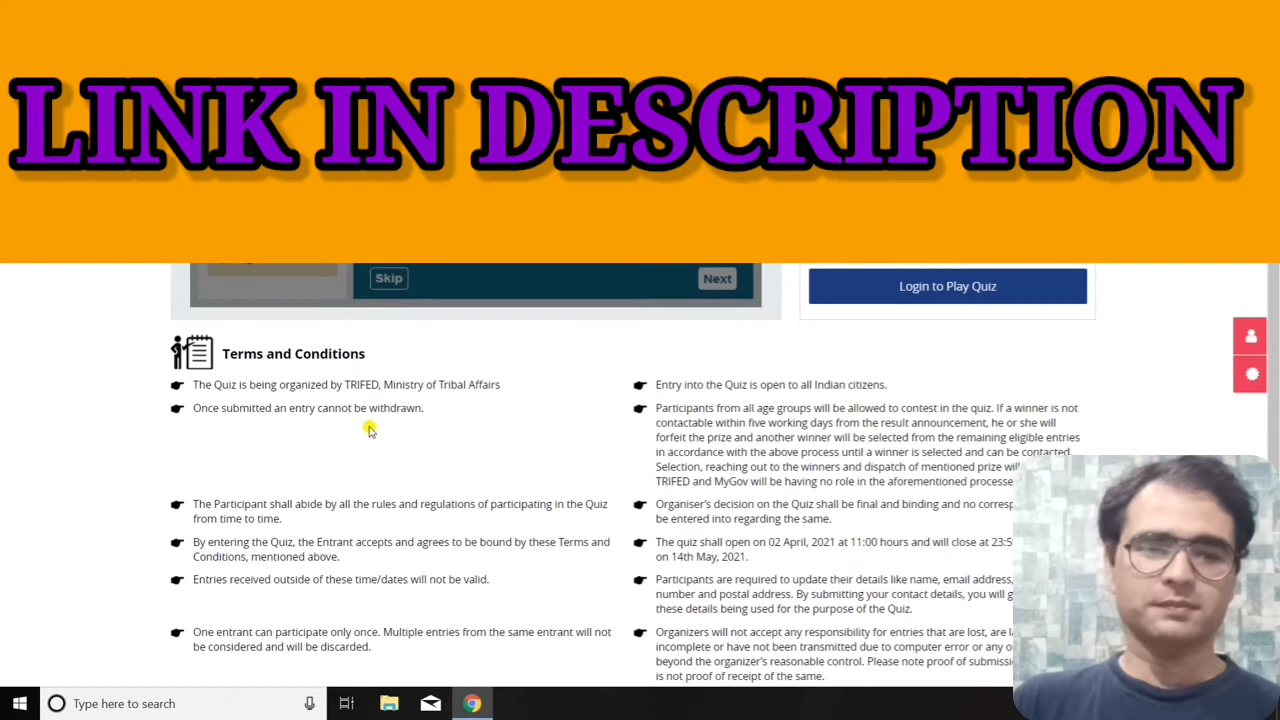 LINK IN DESCRIPTION
Skip
Next
Login to Play Quiz
Terms and Conditions
The Quiz is being organized by TRIFED, Ministry of Tribal Affairs
Once submitted an entry cannot be withdrawn.
The Participant shall abide by all the rules and regulations of participating in the Quiz
from time to time.
By entering the Quiz, the Entrant accepts and agrees to be bound by these Terms and
Conditions, mentioned above.
Entries received outside of these time/dates will not be valid.
One entrant can participate only once. Multiple entries from the same entrant will not
be considered and will be discarded.
Entry into the Quiz is open to all Indian citizens.
Participants from all age groups will be allowed to contest in the quiz. If a winner is not
contactable within five working days from the result announcement, he or she will
forfeit the prize and another winner will be selected from the remaining eligible entries
in accordance with the above process until a winner is selected and can be contacted.
Selection, reaching out to the winners and dispatch of mentioned prize
TRIFED and MyGov will be having no role in the aforementioned
Organiser's decision on the Quiz shall be final and binding and no
be entered into regarding the same.
The quiz shall open on 02 April, 2021 at 11:00 hours and will close at
on 14th May, 2021.
Participants are required to update their details like name, email address,
number and postal address. By submitting your contact details, you will
these details being used for the purpose of the Quiz.
Organizers will not accept any responsibility for entries that are lost, are
incomplete or have not been transmitted due to computer error or any
beyond the organizer's reasonable control. Please note proof of
is not proof of receipt of the same.
Type here to search